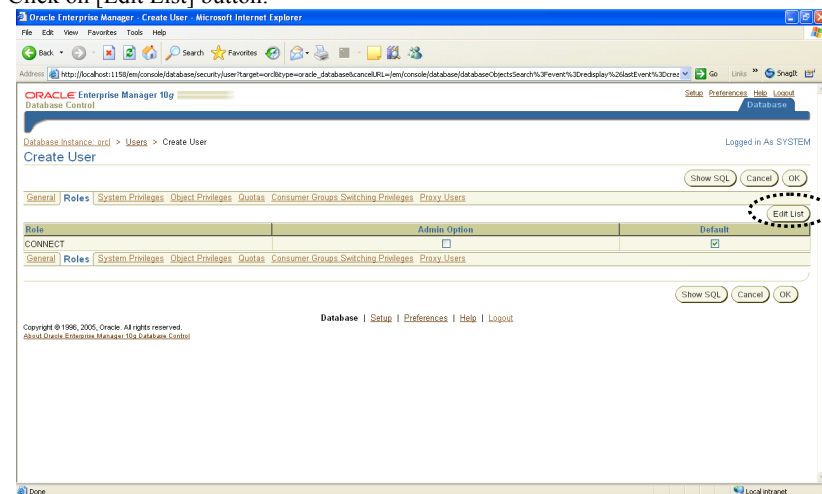 Click on [Edit List] button.
Oracle Enterprise Manager - Create User - Microsoft Internet Explorer
File Edit View Favorites Tools Help
Back Search Favorites
Address http://localhost:1158/em/console/database/security/user?target=orcl&type=oracle_database&cancelURL=/em/console/database/databaseObjectsSearch%3Fevent%3Dredisplay%26lastEvent%3Dcrea Go Links » SnagIt
ORACLE Enterprise Manager 10g
Setup Preferences Help Logout
Database Control
Database
Database Instance: orcl > Users > Create User
Logged in As SYSTEM
Create User
Show SQL Cancel OK
General Roles System Privileges Object Privileges Quotas Consumer Groups Switching Privileges Proxy Users
Edit List
Role Admin Option Default
CONNECT
General Roles System Privileges Object Privileges Quotas Consumer Groups Switching Privileges Proxy Users
Show SQL Cancel OK
Database | Setup | Preferences | Help | Logout
Copyright © 1996, 2005, Oracle. All rights reserved.
About Oracle Enterprise Manager 10g Database Control
Done
Local intranet